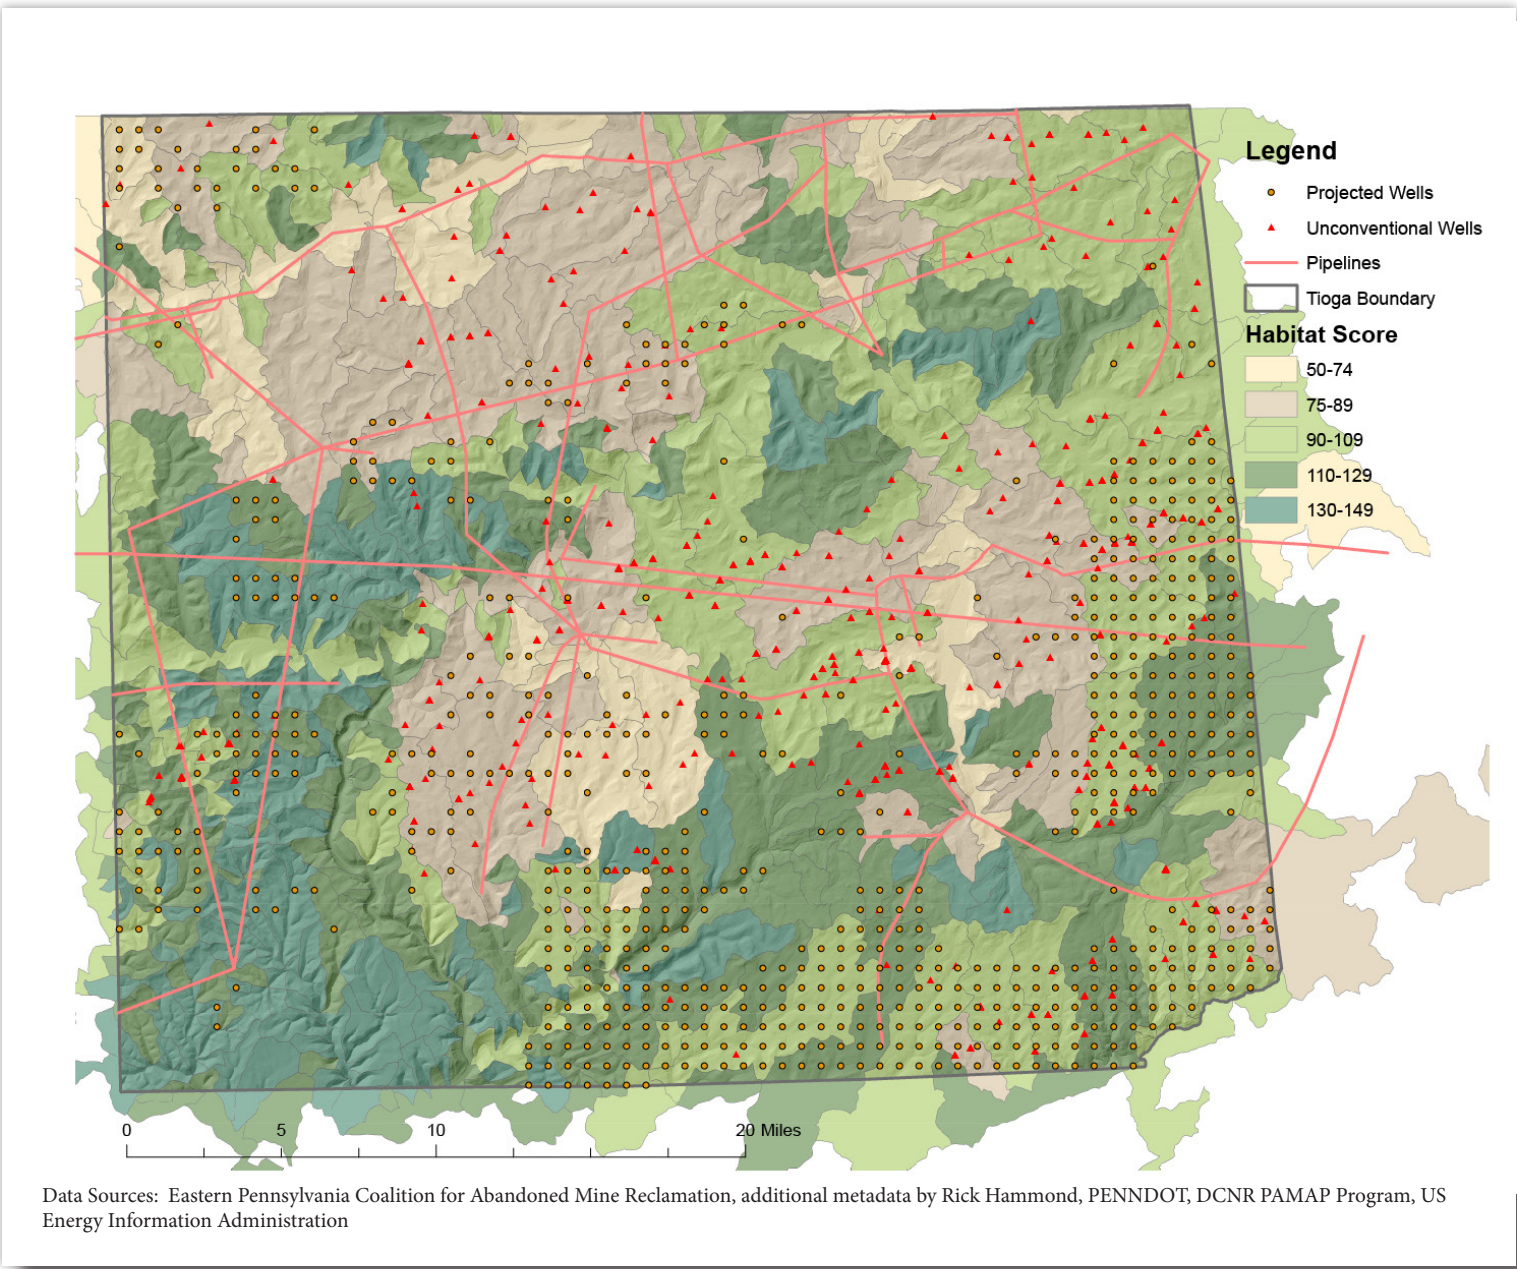 Legend
Projected Wells
Unconventional Wells
Pipelines
Tioga Boundary
Habitat Score
50-74
75-89
90-109
110-129
130-149
0 5 10 20 Miles
Data Sources: Eastern Pennsylvania Coalition for Abandoned Mine Reclamation, additional metadata by Rick Hammond, PENNDOT, DCNR PAMAP Program, US
Energy Information Administration